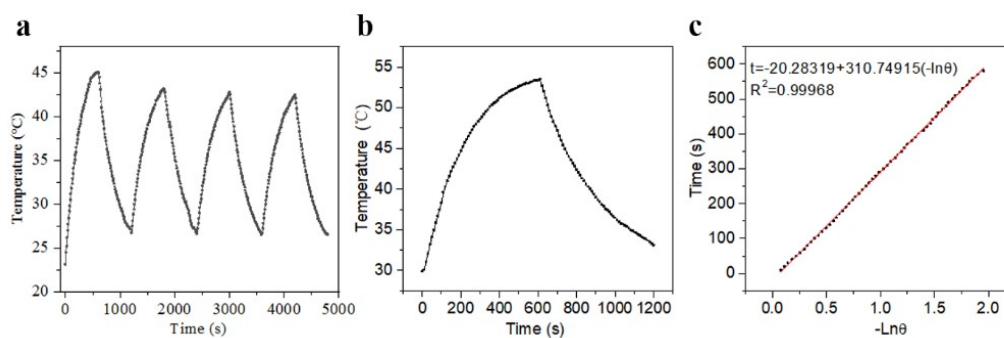 a
45
40
35
30
25
20
Temperature (°C)
0 1000 2000 3000 4000 5000
Time (s)
b
55
50
45
40
35
30
Temperature (℃)
0 200 400 600 800 1000 1200
Time (s)
c
t=-20.28319+310.74915(-lnθ)
R²=0.99968
600
500
400
300
200
100
0
Time (s)
0.0 0.5 1.0 1.5 2.0
-Lnθ